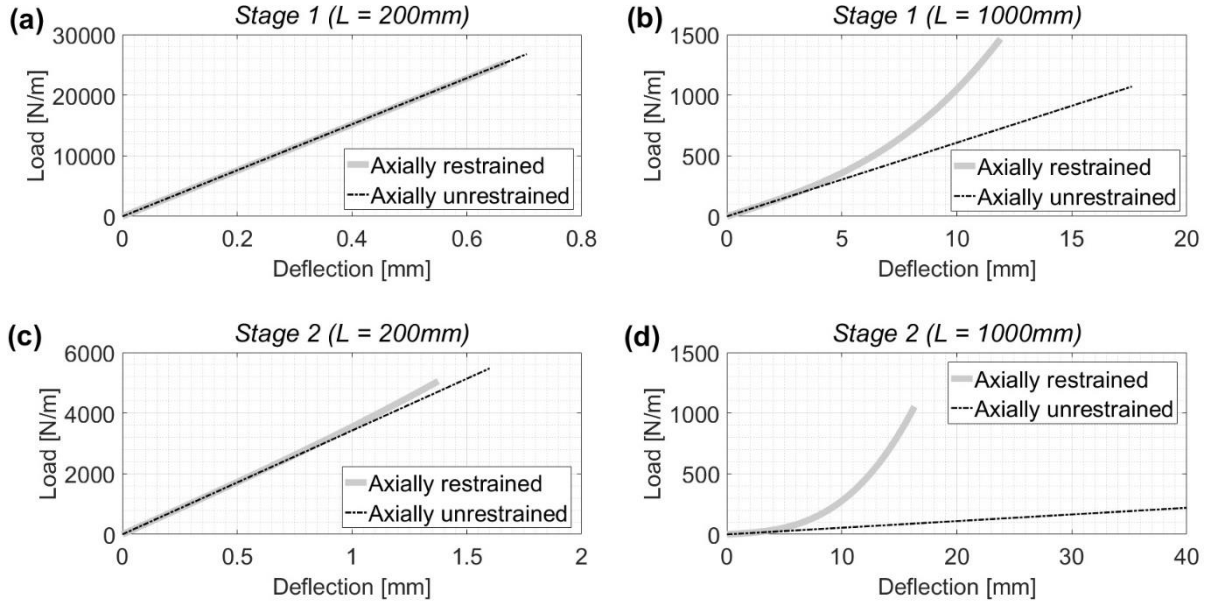 (a)
Stage 1 (L = 200mm)
30000
20000
10000
0
Load [N/m]
Axially restrained
Axially unrestrained
0 0.2 0.4 0.6 0.8
Deflection [mm]
(b)
Stage 1 (L = 1000mm)
1500
1000
500
0
Load [N/m]
Axially restrained
Axially unrestrained
0 5 10 15 20
Deflection [mm]
(c)
Stage 2 (L = 200mm)
6000
4000
2000
0
Load [N/m]
Axially restrained
Axially unrestrained
0 0.5 1 1.5 2
Deflection [mm]
(d)
Stage 2 (L = 1000mm)
1500
1000
500
0
Load [N/m]
Axially restrained
Axially unrestrained
0 10 20 30 40
Deflection [mm]